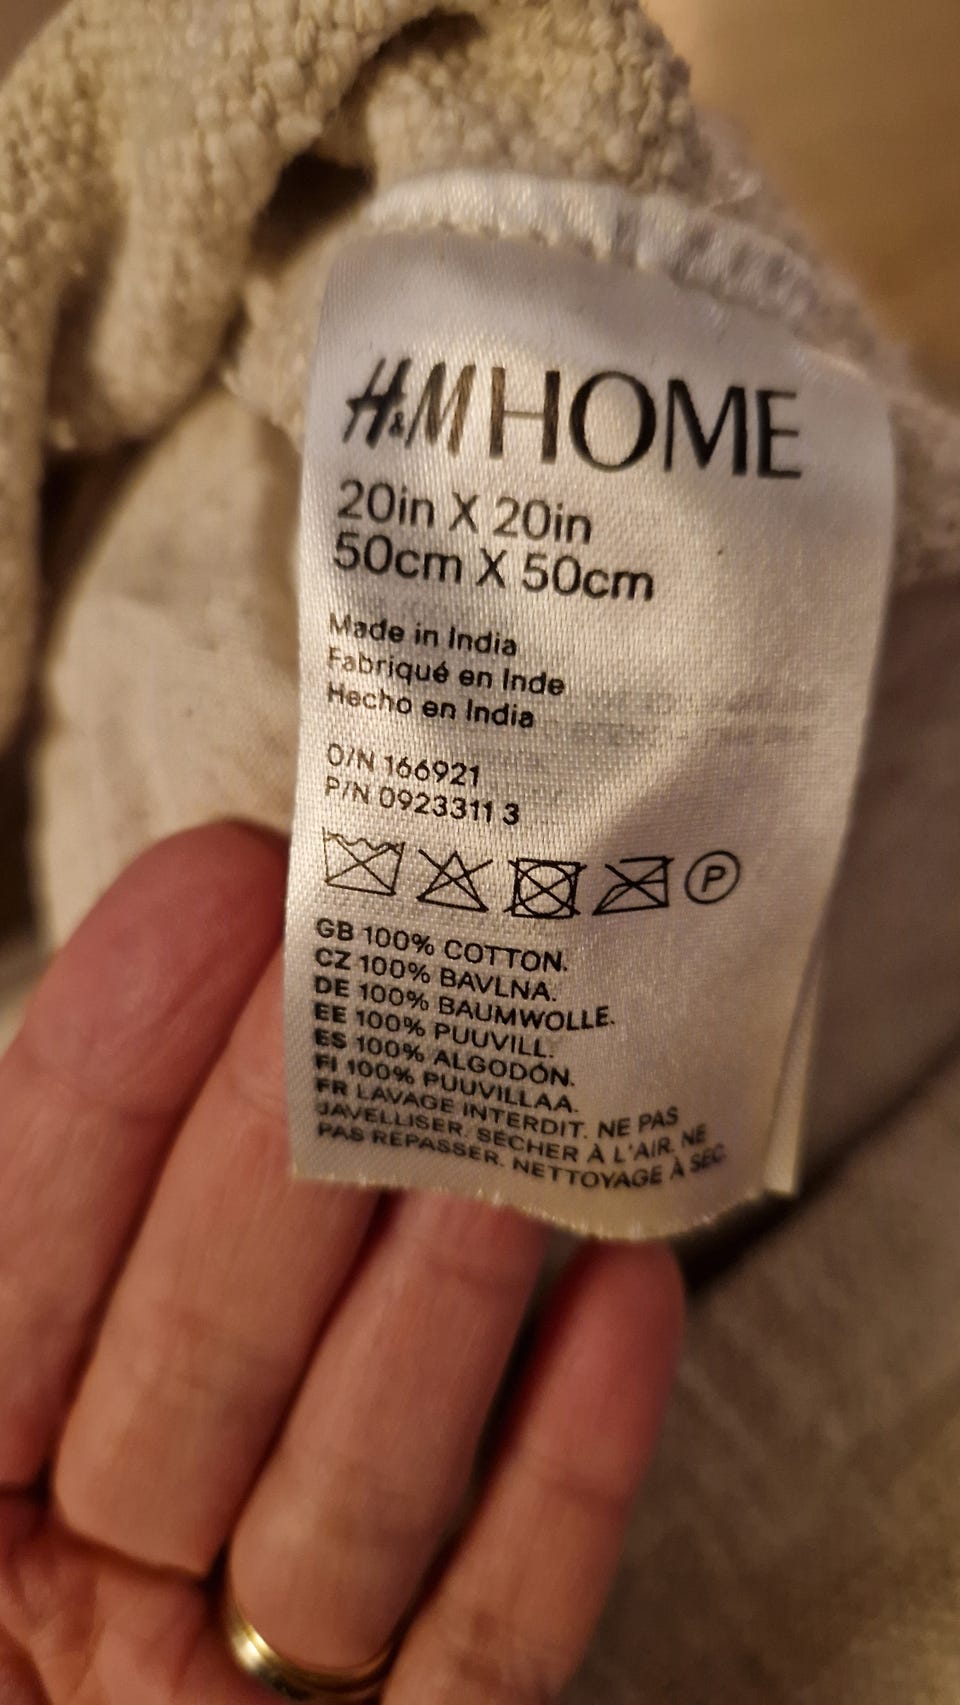 H&M HOME
20in X 20in
50cm X 50cm
Made in India
Fabriqué en Inde
Hecho en India
O/N 166921
P/N 0923311 3
P
GB 100% COTTON.
CZ 100% BAVLNA.
DE 100% BAUMWOLLE.
EE 100% PUUVILL.
ES 100% ALGODÓN.
FI 100% PUUVILLAA.
FR LAVAGE INTERDIT. NE PAS
JAVELLISER. SÉCHER À L'AIR. NE
PAS REPASSER. NETTOYAGE À SEC